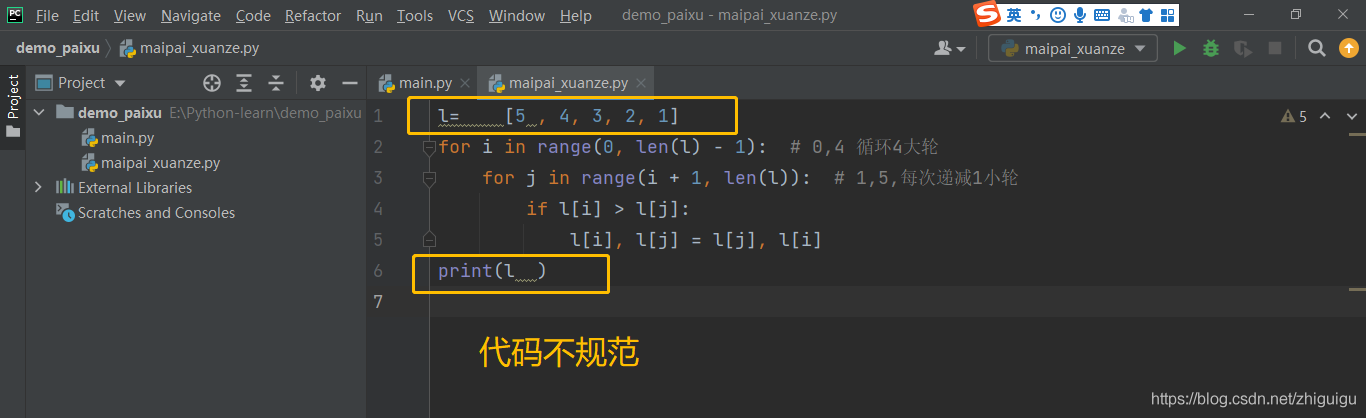 PC File Edit View Navigate Code Refactor Run Tools VCS Window Help demo_paixu - maipai_xuanze.py S 英
demo_paixu maipai_xuanze.py maipai_xuanze
Project Project main.py maipai_xuanze.py
demo_paixu E:\Python-learn\demo_paixu
main.py
maipai_xuanze.py
External Libraries
Scratches and Consoles
1 l=    [5 , 4, 3, 2, 1] 5
2 for i in range(0, len(l) - 1):  # 0,4 循环4大轮
3     for j in range(i + 1, len(l)):  # 1,5,每次递减1小轮
4         if l[i] > l[j]:
5             l[i], l[j] = l[j], l[i]
6 print(l  )
7
代码不规范
https://blog.csdn.net/zhiguigu